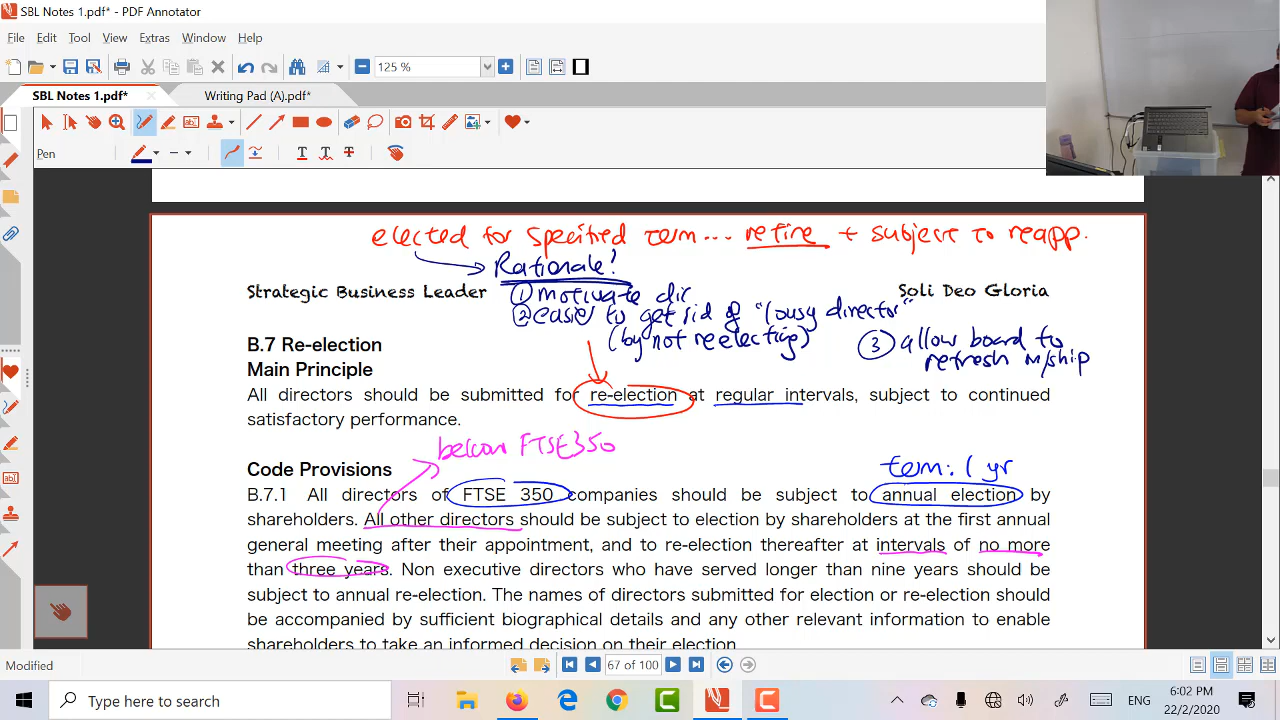 SBL Notes 1.pdf* - PDF Annotator
File Edit Tool View Extras Window Help
125 %
SBL Notes 1.pdf* Writing Pad (A).pdf*
Pen
elected for specified term... retire + subject to reapp.
Rationale!
Strategic Business Leader
Soli Deo Gloria
① motivate dir
② easier to get rid of "lousy director"
(by not reelecting)
③ allow board to
refresh m/ship
B.7 Re-election
Main Principle
All directors should be submitted for re-election at regular intervals, subject to continued
satisfactory performance.
below FTSE350
Code Provisions
term: 1 yr
B.7.1 All directors of FTSE 350 companies should be subject to annual election by
shareholders. All other directors should be subject to election by shareholders at the first annual
general meeting after their appointment, and to re-election thereafter at intervals of no more
than three years. Non executive directors who have served longer than nine years should be
subject to annual re-election. The names of directors submitted for election or re-election should
be accompanied by sufficient biographical details and any other relevant information to enable
shareholders to take an informed decision on their election.
Modified
67 of 100
Type here to search
ENG
6:02 PM
22/2/2020